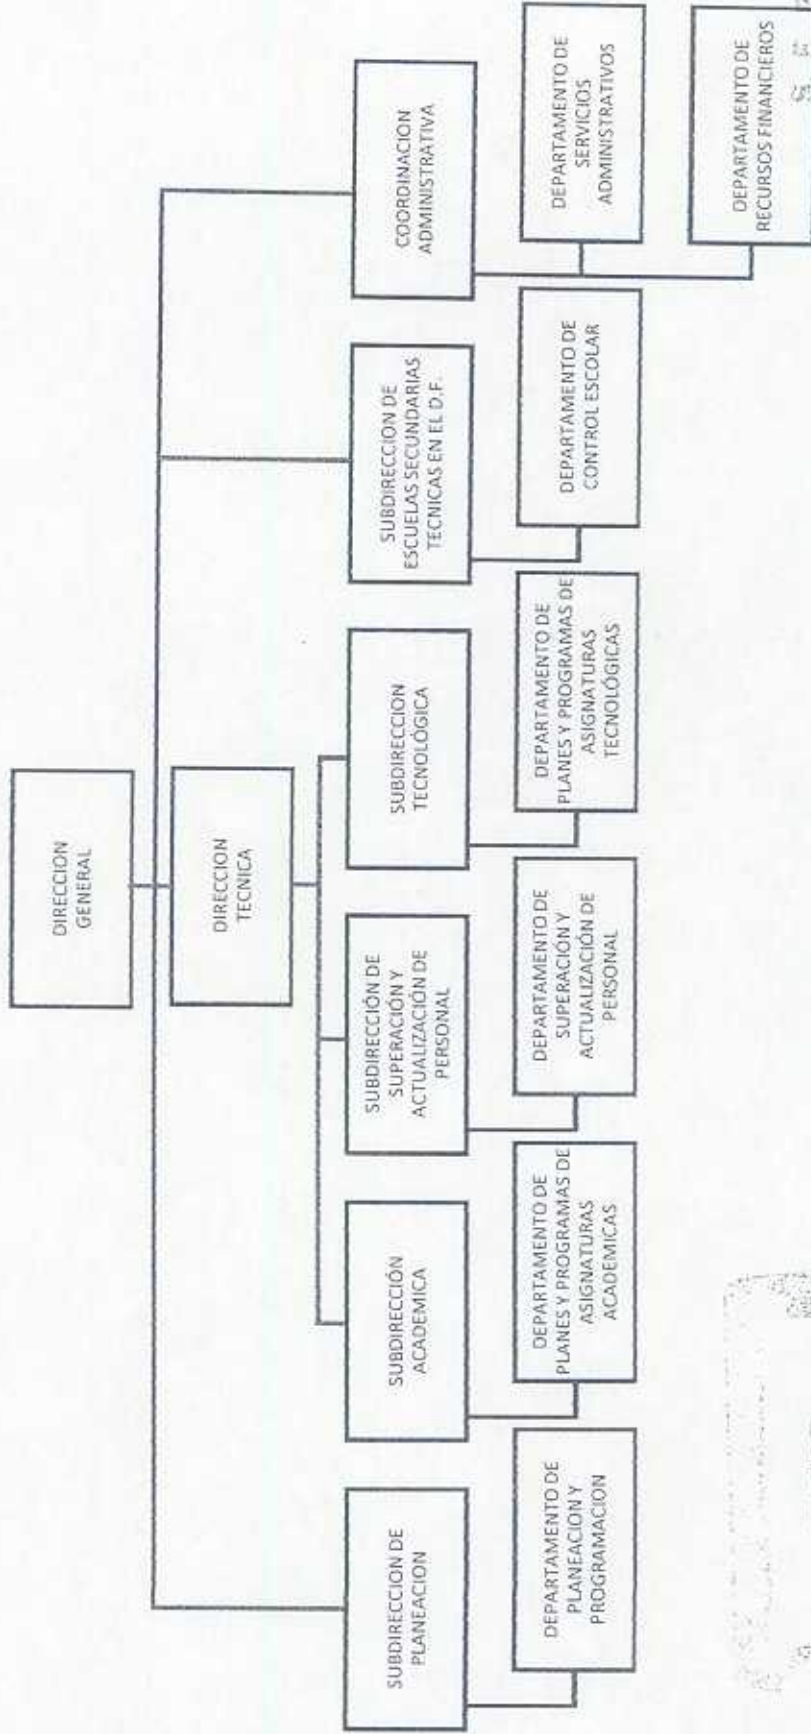 DIRECCION
GENERAL
DIRECCION
TECNICA
SUBDIRECCION DE
PLANEACION
SUBDIRECCIÓN
ACADEMICA
SUBDIRECCIÓN DE
SUPERACIÓN Y
ACTUALIZACIÓN DE
PERSONAL
SUBDIRECCION
TECNOLÓGICA
SUBDIRECCION DE
ESCUELAS SECUNDARIAS
TECNICAS EN EL D.F.
COORDINACION
ADMINISTRATIVA
DEPARTAMENTO DE
PLANEACION Y
PROGRAMACION
DEPARTAMENTO DE
PLANES Y PROGRAMAS DE
ASIGNATURAS
ACADEMICAS
DEPARTAMENTO DE
SUPERACIÓN Y
ACTUALIZACIÓN DE
PERSONAL
DEPARTAMENTO DE
PLANES Y PROGRAMAS DE
ASIGNATURAS
TECNOLÓGICAS
DEPARTAMENTO DE
CONTROL ESCOLAR
DEPARTAMENTO DE
SERVICIOS
ADMINISTRATIVOS
DEPARTAMENTO DE
RECURSOS FINANCIEROS